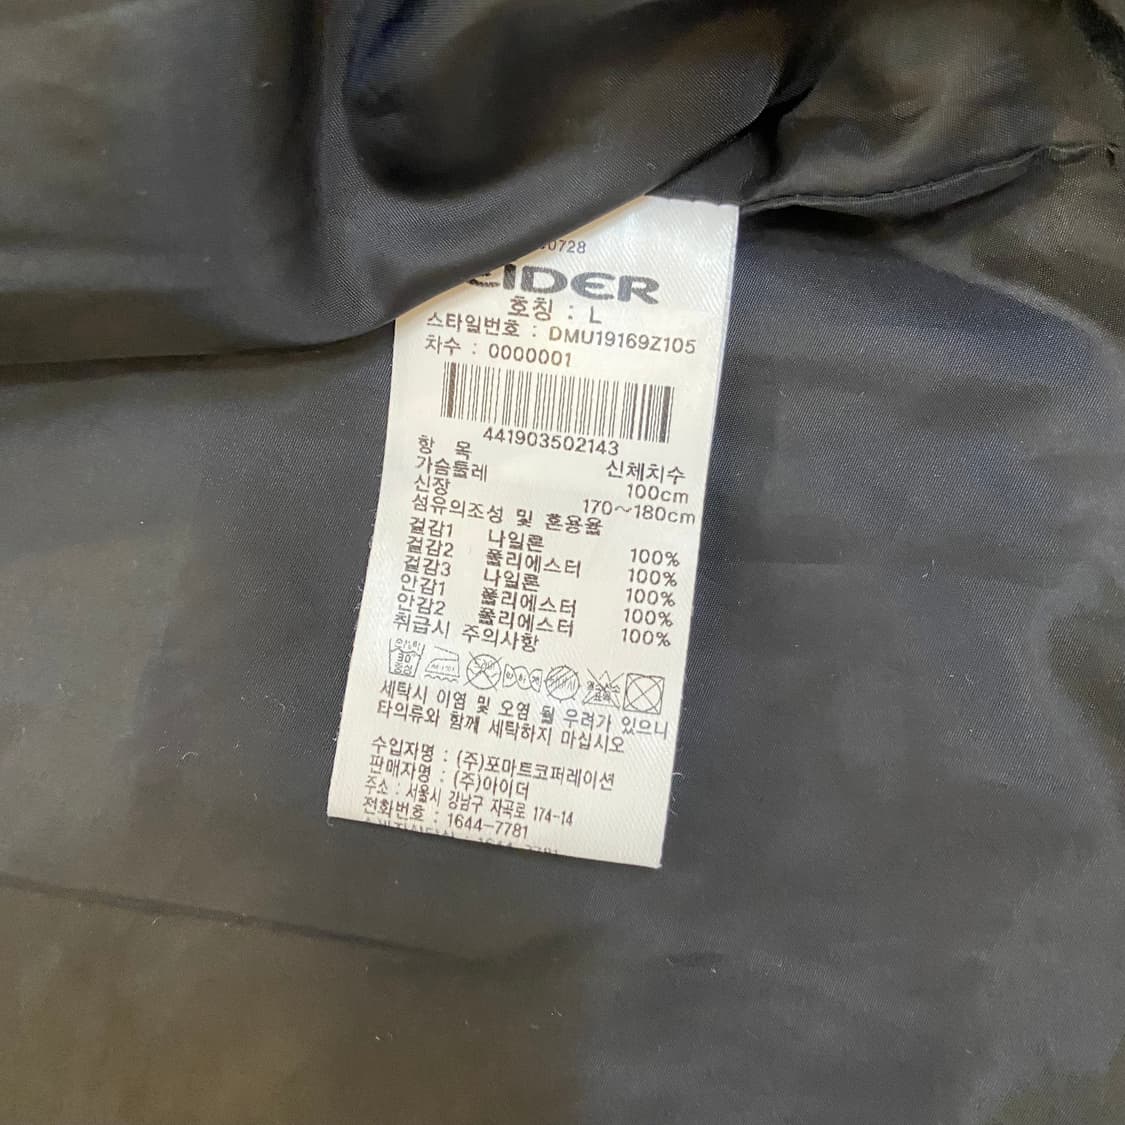 0728
EIDER
호칭 : L
스타일번호 : DMU19169Z105
차수 : 0000001
441903502143
항 목 신체치수
가슴둘레 100cm
신장 170~180cm
섬유의조성 및 혼용율
겉감1 나일론 100%
겉감2 폴리에스터 100%
겉감3 나일론 100%
안감1 폴리에스터 100%
안감2 폴리에스터 100%
취급시 주의사항
약 30° 중성
세탁시 이염 및 오염 될 우려가 있으니
타의류와 함께 세탁하지 마십시오
수입자명 : (주)포마트코퍼레이션
판매자명 : (주)아이더
주소 : 서울시 강남구 자곡로 174-14
전화번호 : 1644-7781